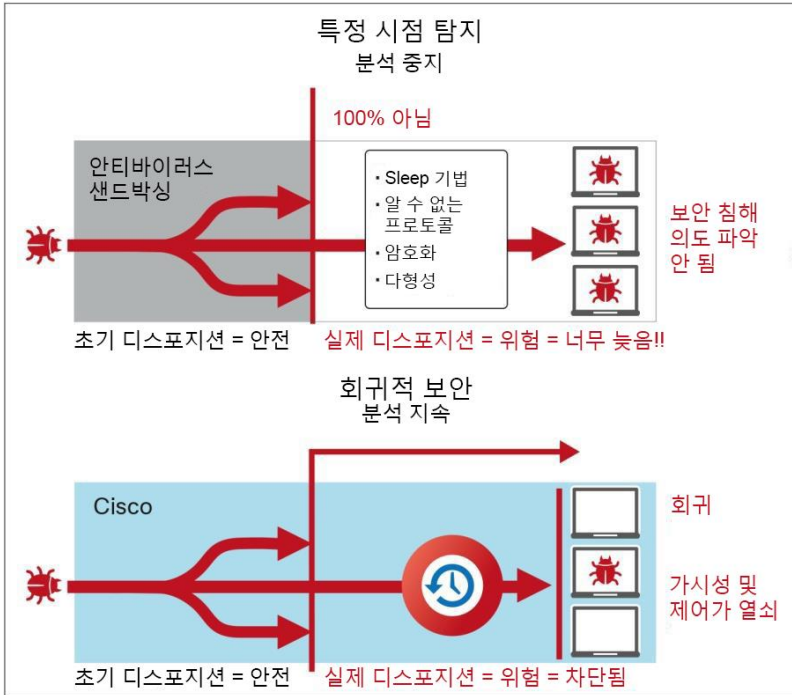 특정 시점 탐지
분석 중지
100% 아님
안티바이러스
샌드박싱
· Sleep 기법
· 알 수 없는
프로토콜
· 암호화
· 다형성
보안 침해
의도 파악
안 됨
초기 디스포지션 = 안전
실제 디스포지션 = 위험 = 너무 늦음!!
회귀적 보안
분석 지속
Cisco
회귀
가시성 및
제어가 열쇠
초기 디스포지션 = 안전
실제 디스포지션 = 위험 = 차단됨